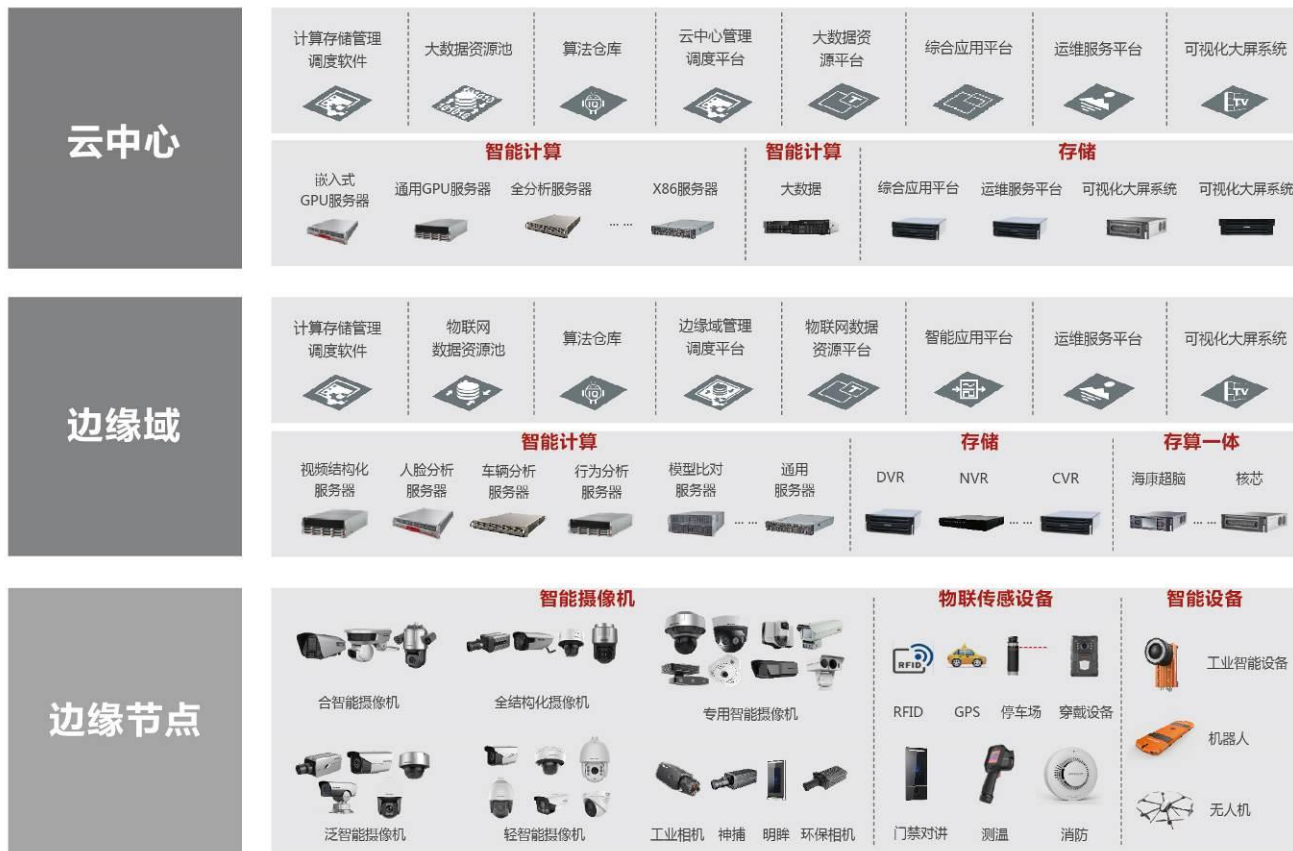 云中心
计算存储管理
调度软件
大数据资源池
算法仓库
云中心管理
调度平台
大数据资
源平台
综合应用平台
运维服务平台
可视化大屏系统
智能计算
智能计算
存储
嵌入式
GPU服务器
通用GPU服务器
全分析服务器
... ...
X86服务器
大数据
综合应用平台
运维服务平台
可视化大屏系统
可视化大屏系统
边缘域
计算存储管理
调度软件
物联网
数据资源池
算法仓库
边缘域管理
调度平台
物联网数据
资源平台
智能应用平台
运维服务平台
可视化大屏系统
智能计算
存储
存算一体
视频结构化
服务器
人脸分析
服务器
车辆分析
服务器
行为分析
服务器
模型比对
服务器
... ...
通用
服务器
DVR
NVR
... ...
CVR
海康超脑
... ...
核芯
边缘节点
智能摄像机
物联传感设备
智能设备
合智能摄像机
全结构化摄像机
专用智能摄像机
RFID
RFID
GPS
停车场
穿戴设备
工业智能设备
机器人
无人机
泛智能摄像机
轻智能摄像机
工业相机
神捕
明眸
环保相机
门禁对讲
测温
消防